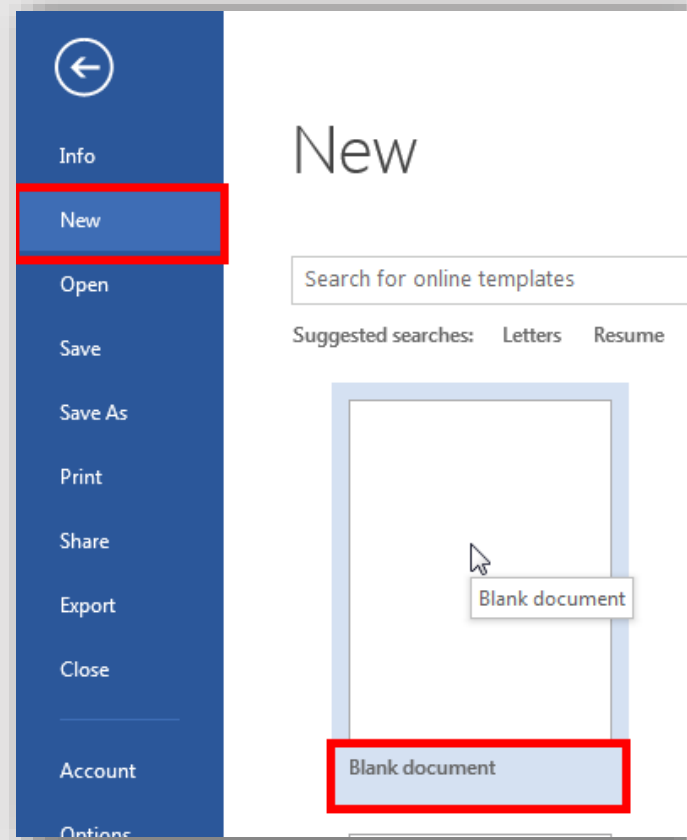 Info
New
Open
Save
Save As
Print
Share
Export
Close
Account
Options
New
Search for online templates
Suggested searches: Letters Resume
Blank document
Blank document